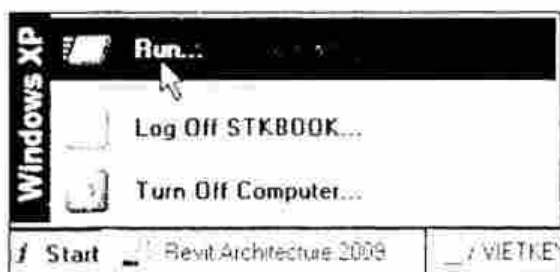 Windows XP
Run...
Log Off STKBOOK...
Turn Off Computer...
Start
Revit Architecture 2009
/ VIETKEY